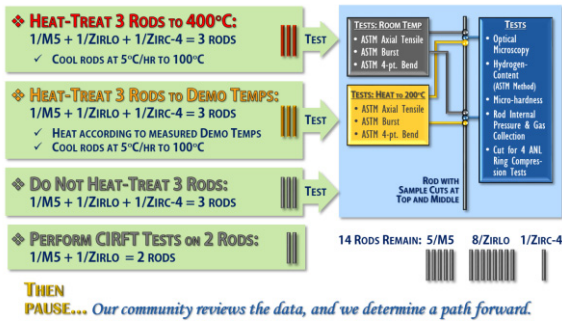 ❖ HEAT-TREAT 3 RODS TO 400°C:
1/M5 + 1/ZIRLO + 1/ZIRC-4 = 3 RODS
✓ COOL RODS AT 5°C/HR TO 100°C
TEST
❖ HEAT-TREAT 3 RODS TO DEMO TEMPS:
1/M5 + 1/ZIRLO + 1/ZIRC-4 = 3 RODS
✓ HEAT ACCORDING TO MEASURED DEMO TEMPS
✓ COOL RODS AT 5°C/HR TO 100°C
❖ DO NOT HEAT-TREAT 3 RODS:
1/M5 + 1/ZIRLO + 1/ZIRC-4 = 3 RODS
TEST
❖ PERFORM CIRFT TESTS ON 2 RODS:
1/M5 + 1/ZIRLO = 2 RODS
TESTS: ROOM TEMP
• ASTM Axial Tensile
• ASTM Burst
• ASTM 4-pt. Bend
TESTS: HEAT TO 200°C
• ASTM Axial Tensile
• ASTM Burst
• ASTM 4-pt. Bend
ROD WITH
SAMPLE CUTS AT
TOP AND MIDDLE
TESTS
• Optical
Microscopy
• Hydrogen-
Content
(ASTM Method)
• Micro-hardness
• Rod Internal
Pressure & Gas
Collection
• Cut for 4 ANL
Ring Compres-
sion Tests
14 RODS REMAIN: 5/M5 8/ZIRLO 1/ZIRC-4
THEN
PAUSE... Our community reviews the data, and we determine a path forward.